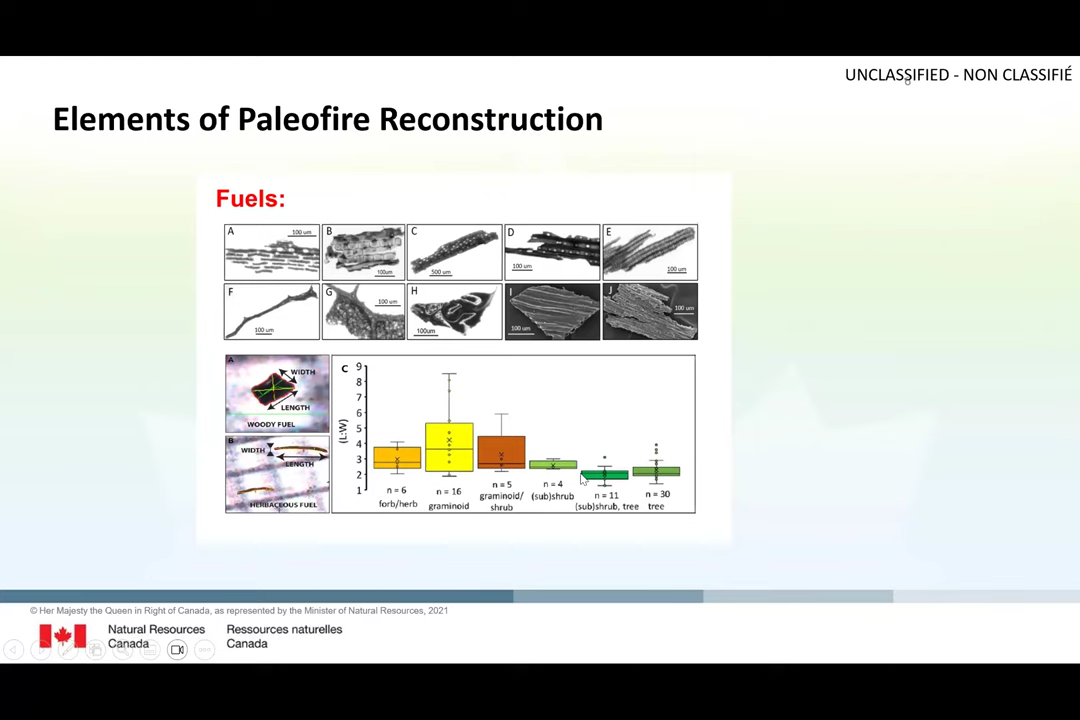 UNCLASSIFIED - NON CLASSIFIÉ
Elements of Paleofire Reconstruction
Fuels:
A 100 um
B 100um
C 500 um
D 100 um
E 100 um
F 100 um
G 100 um
H 100um
I 100 um
J 100 um
A
WIDTH
LENGTH
WOODY FUEL
B
WIDTH
LENGTH
HERBACEOUS FUEL
C
(L:W)
9
8
7
6
5
4
3
2
1
n = 6
forb/herb
n = 16
graminoid
n = 5
graminoid/
shrub
n = 4
(sub)shrub
n = 11
(sub)shrub, tree
n = 30
tree
© Her Majesty the Queen in Right of Canada, as represented by the Minister of Natural Resources, 2021
Natural Resources
Canada
Ressources naturelles
Canada